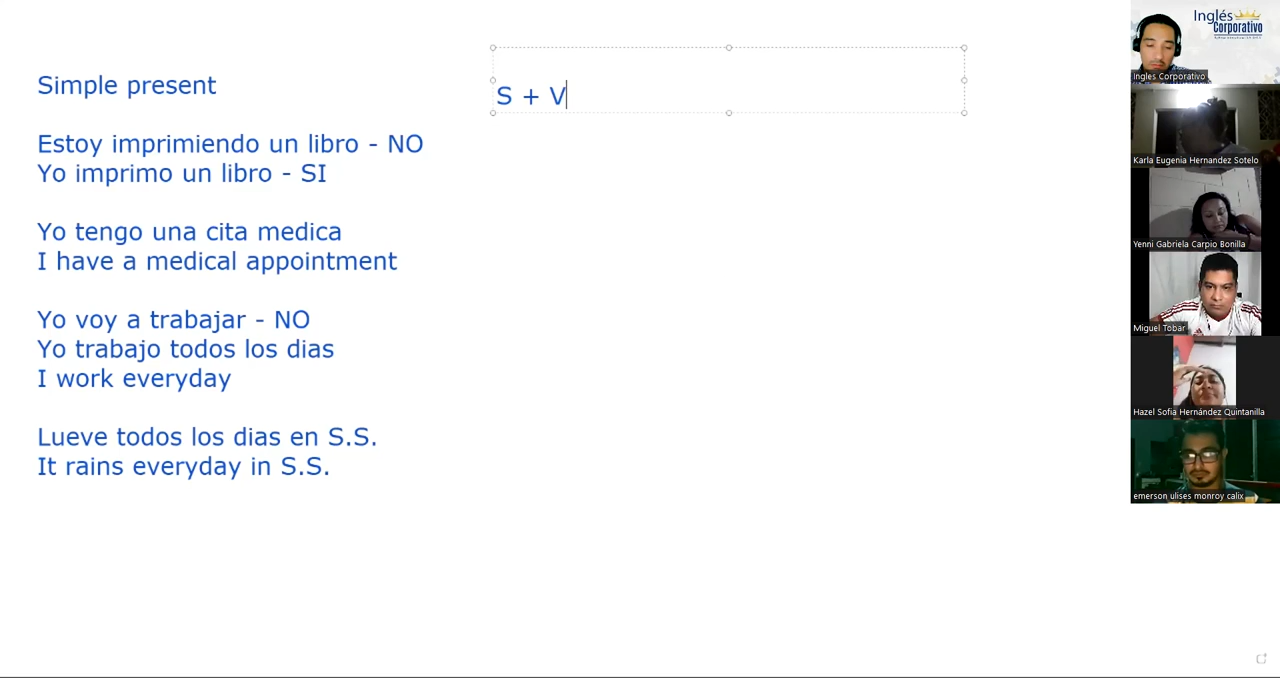 Simple present
Estoy imprimiendo un libro - NO
Yo imprimo un libro - SI
Yo tengo una cita medica
I have a medical appointment
Yo voy a trabajar - NO
Yo trabajo todos los dias
I work everyday
Lueve todos los dias en S.S.
It rains everyday in S.S.
S + V
Inglés
Corporativo
Ingles Corporativo
Karla Eugenia Hernandez Sotelo
Yenni Gabriela Carpio Bonilla
Miguel Tobar
Hazel Sofia Hernández Quintanilla
emerson ulises monroy calix